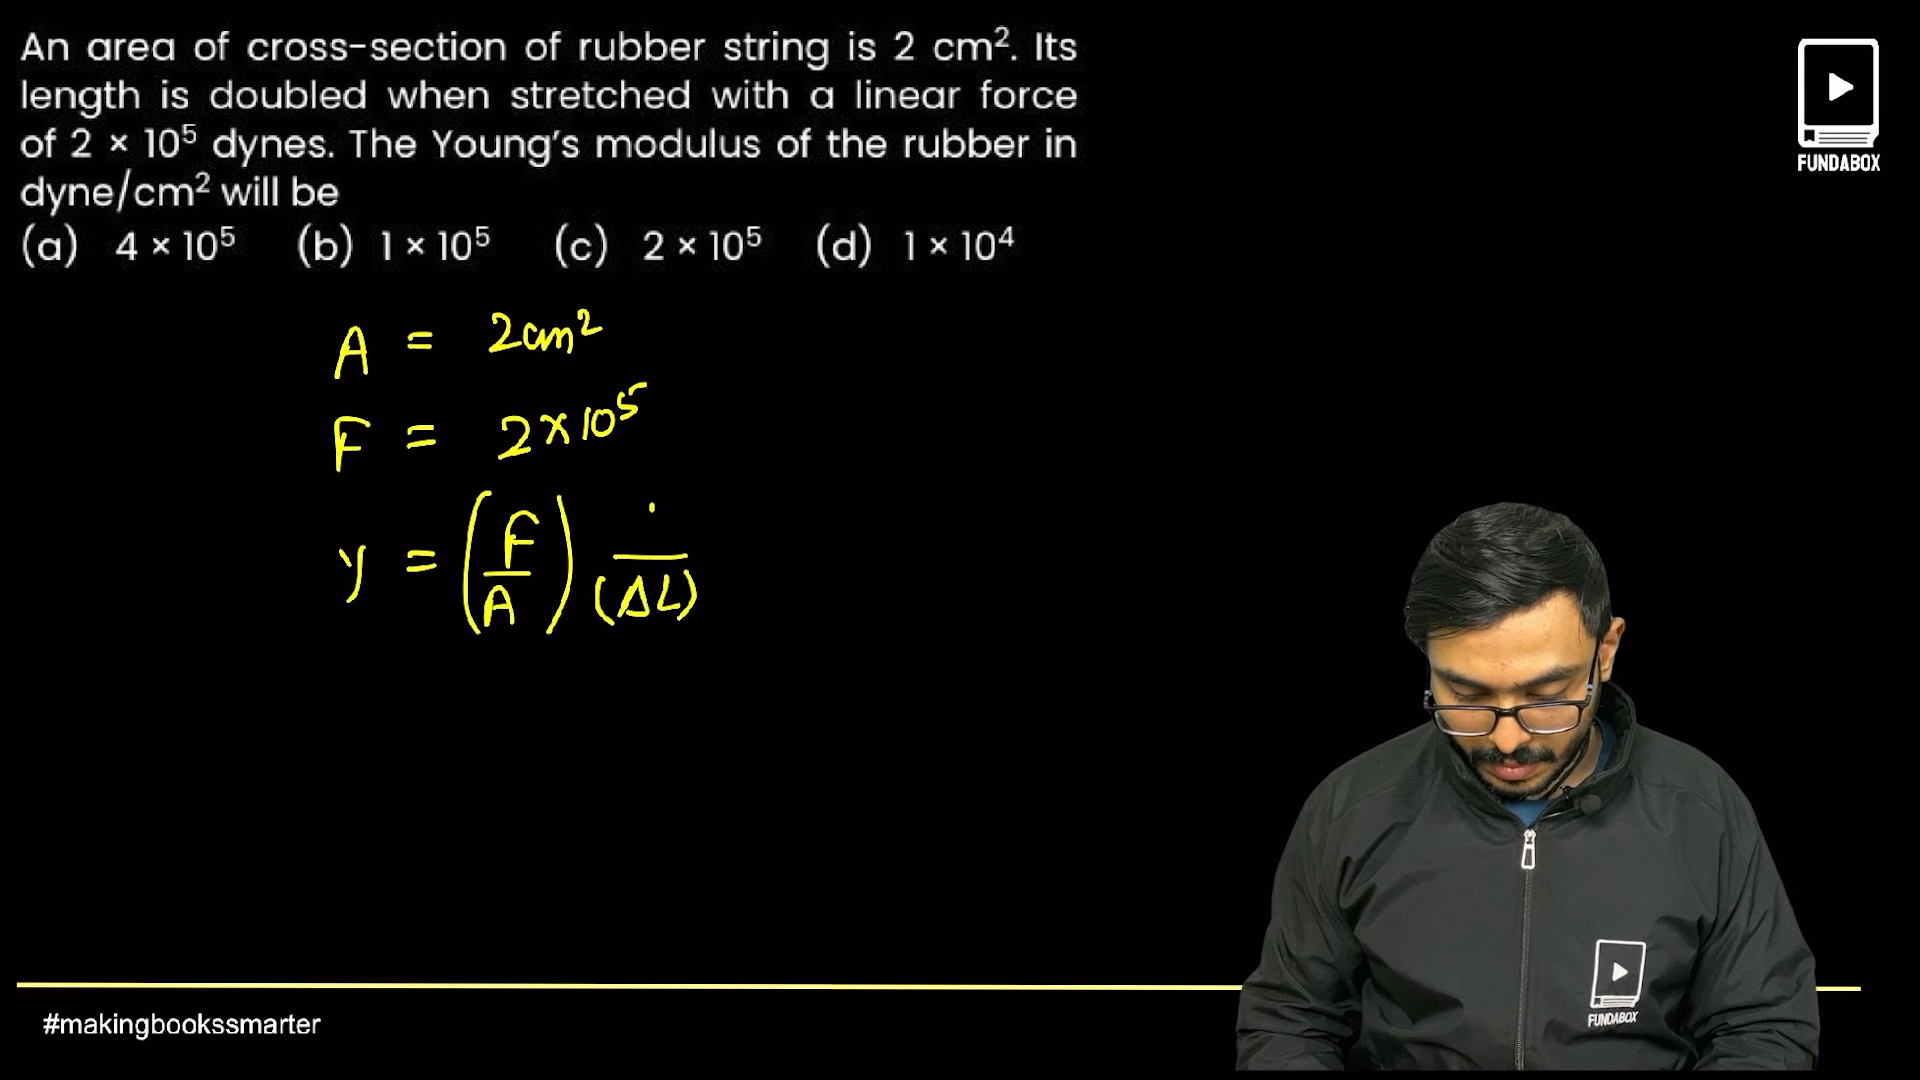 An area of cross-section of rubber string is 2 cm². Its
length is doubled when stretched with a linear force
of 2 × 10⁵ dynes. The Young's modulus of the rubber in
dyne/cm² will be
(a) 4 × 10⁵ (b) 1 × 10⁵ (c) 2 × 10⁵ (d) 1 × 10⁴
FUNDABOX
A = 2cm²
F = 2×10⁵
y = (F/A) /(ΔL)
FUNDABOX
#makingbookssmarter